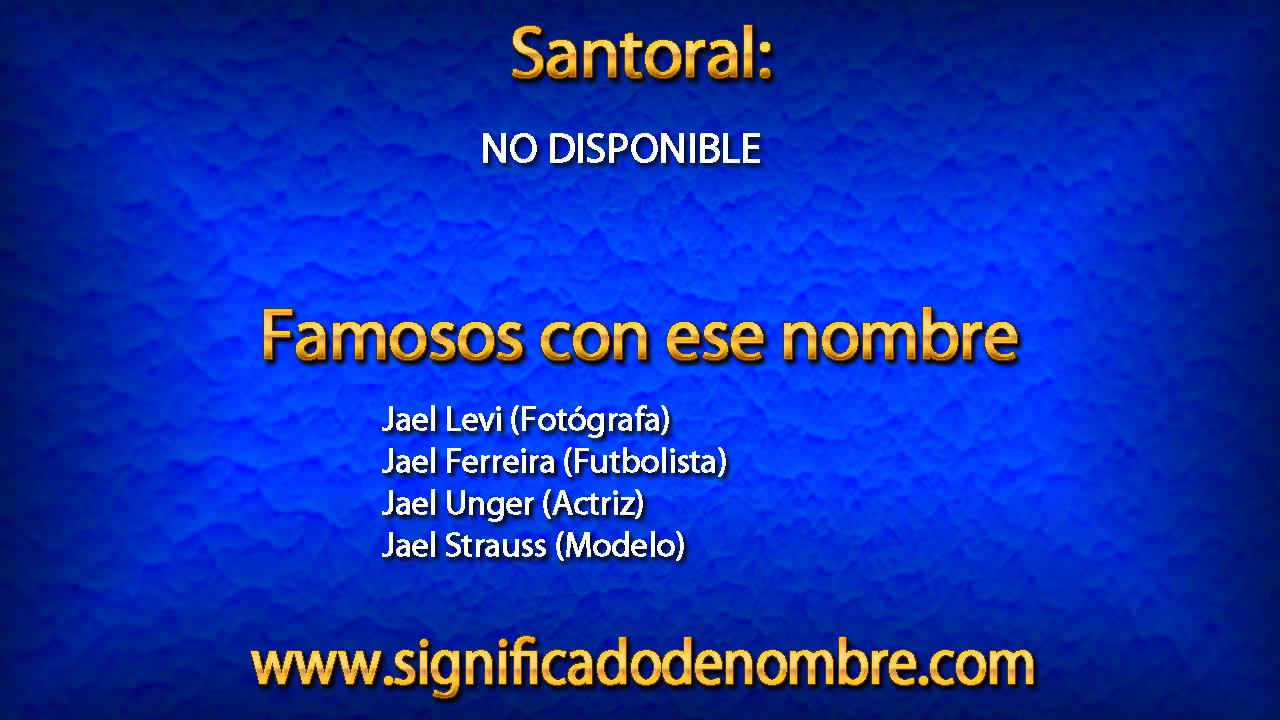 Santoral:
NO DISPONIBLE
Famosos con ese nombre
Jael Levi (Fotógrafa)
Jael Ferreira (Futbolista)
Jael Unger (Actriz)
Jael Strauss (Modelo)
www.significadodenombre.com